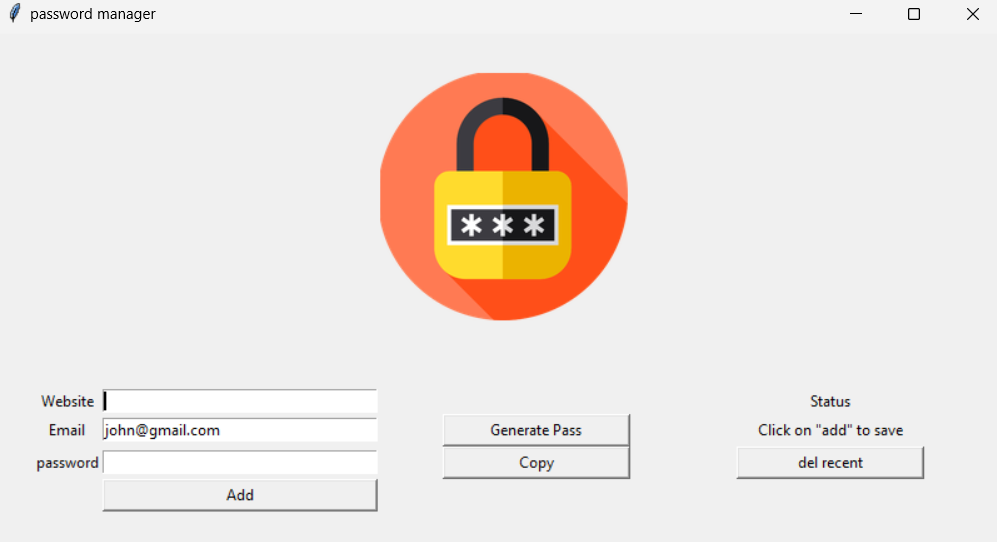 password manager
***
Website
Status
Email john@gmail.com Generate Pass Click on "add" to save
password Copy del recent
Add